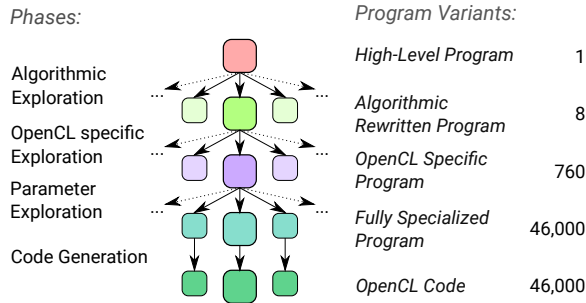 Phases:
Program Variants:
High-Level Program 1
Algorithmic
Exploration
... ...
Algorithmic
Rewritten Program 8
OpenCL specific
Exploration
... ...
OpenCL Specific
Program 760
Parameter
Exploration
... ...
Fully Specialized
Program 46,000
Code Generation
OpenCL Code 46,000